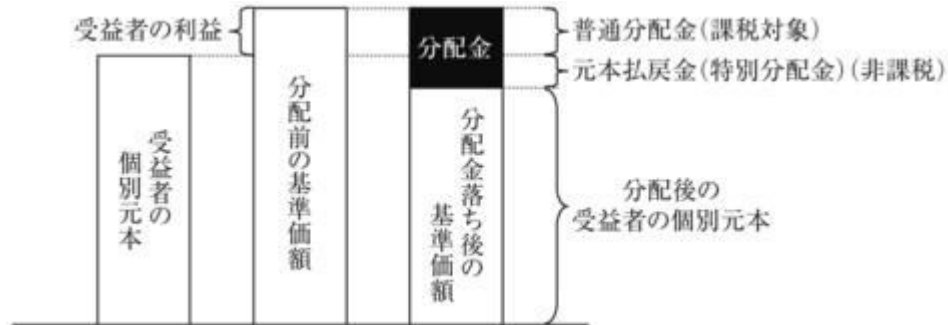 受益者の利益
分配金
普通分配金(課税対象)
元本払戻金(特別分配金)(非課税)
受益者の
個別元本
分配前の基準価額
分配金落ち後の
基準価額
分配後の
受益者の個別元本